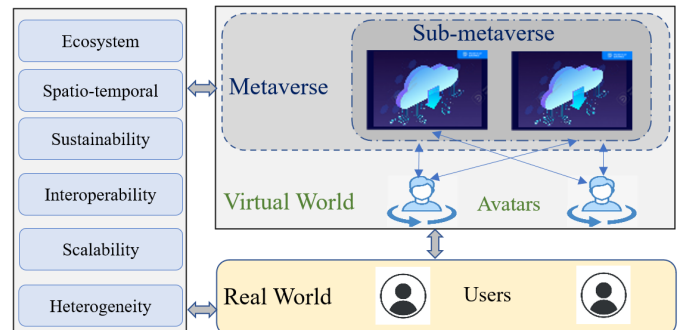 Ecosystem
Spatio-temporal
Sustainability
Interoperability
Scalability
Heterogeneity
Sub-metaverse
Metaverse
Virtual World
Avatars
Real World
Users